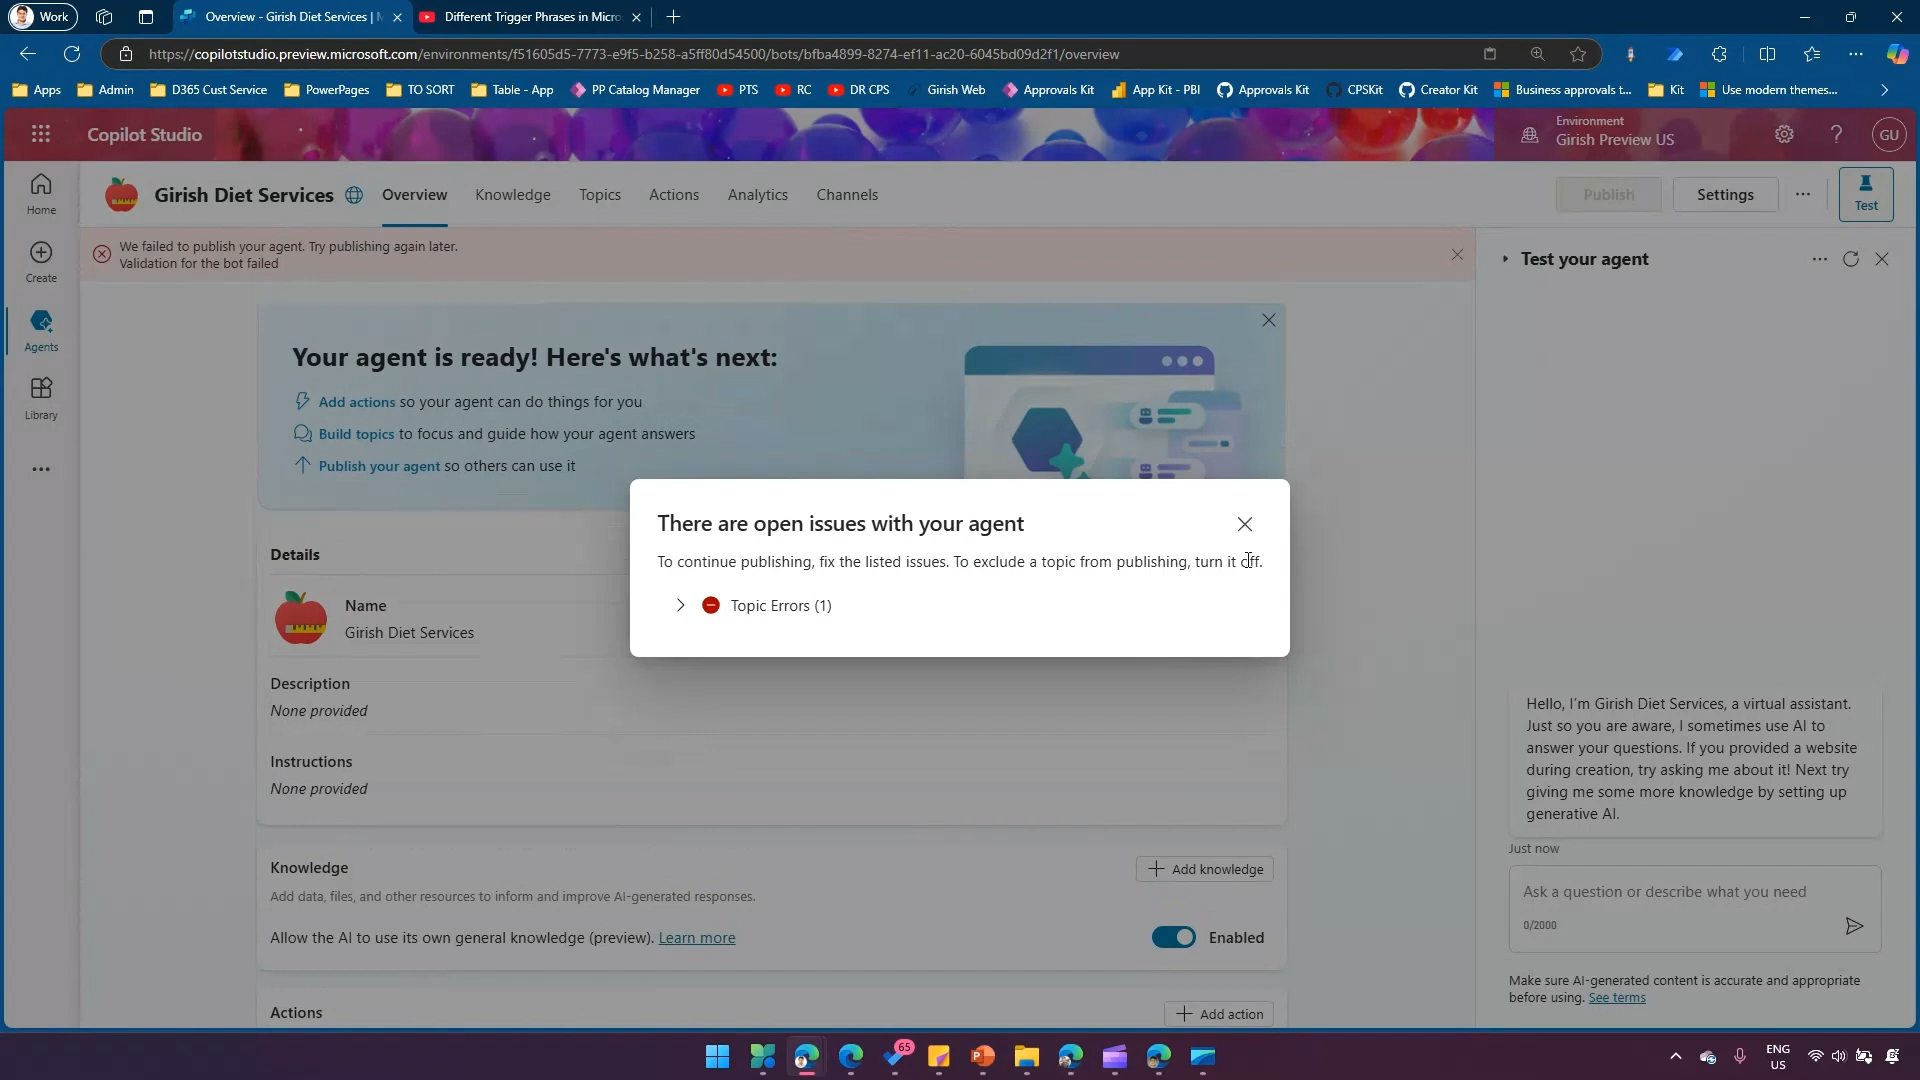 Work
Overview - Girish Diet Services | M
Different Trigger Phrases in Micro
https://copilotstudio.preview.microsoft.com/environments/f51605d5-7773-e9f5-b258-a5ff80d54500/bots/bfba4899-8274-ef11-ac20-6045bd09d2f1/overview
Apps Admin D365 Cust Service PowerPages TO SORT Table - App PP Catalog Manager PTS RC DR CPS Girish Web Approvals Kit App Kit - PBI Approvals Kit CPSKit Creator Kit Business approvals t... Kit Use modern themes...
Copilot Studio
Environment
Girish Preview US
GU
Home
Create
Agents
Library
Girish Diet Services
Overview Knowledge Topics Actions Analytics Channels
Publish
Settings
Test
We failed to publish your agent. Try publishing again later.
Validation for the bot failed
Your agent is ready! Here's what's next:
Add actions so your agent can do things for you
Build topics to focus and guide how your agent answers
Publish your agent so others can use it
There are open issues with your agent
To continue publishing, fix the listed issues. To exclude a topic from publishing, turn it off.
Topic Errors (1)
Details
Name
Girish Diet Services
Description
None provided
Instructions
None provided
Knowledge
Add knowledge
Add data, files, and other resources to inform and improve AI-generated responses.
Allow the AI to use its own general knowledge (preview). Learn more
Enabled
Actions
Add action
Test your agent
Hello, I'm Girish Diet Services, a virtual assistant.
Just so you are aware, I sometimes use AI to
answer your questions. If you provided a website
during creation, try asking me about it! Next try
giving me some more knowledge by setting up
generative AI.
Just now
Ask a question or describe what you need
0/2000
Make sure AI-generated content is accurate and appropriate
before using. See terms
65
ENG
US